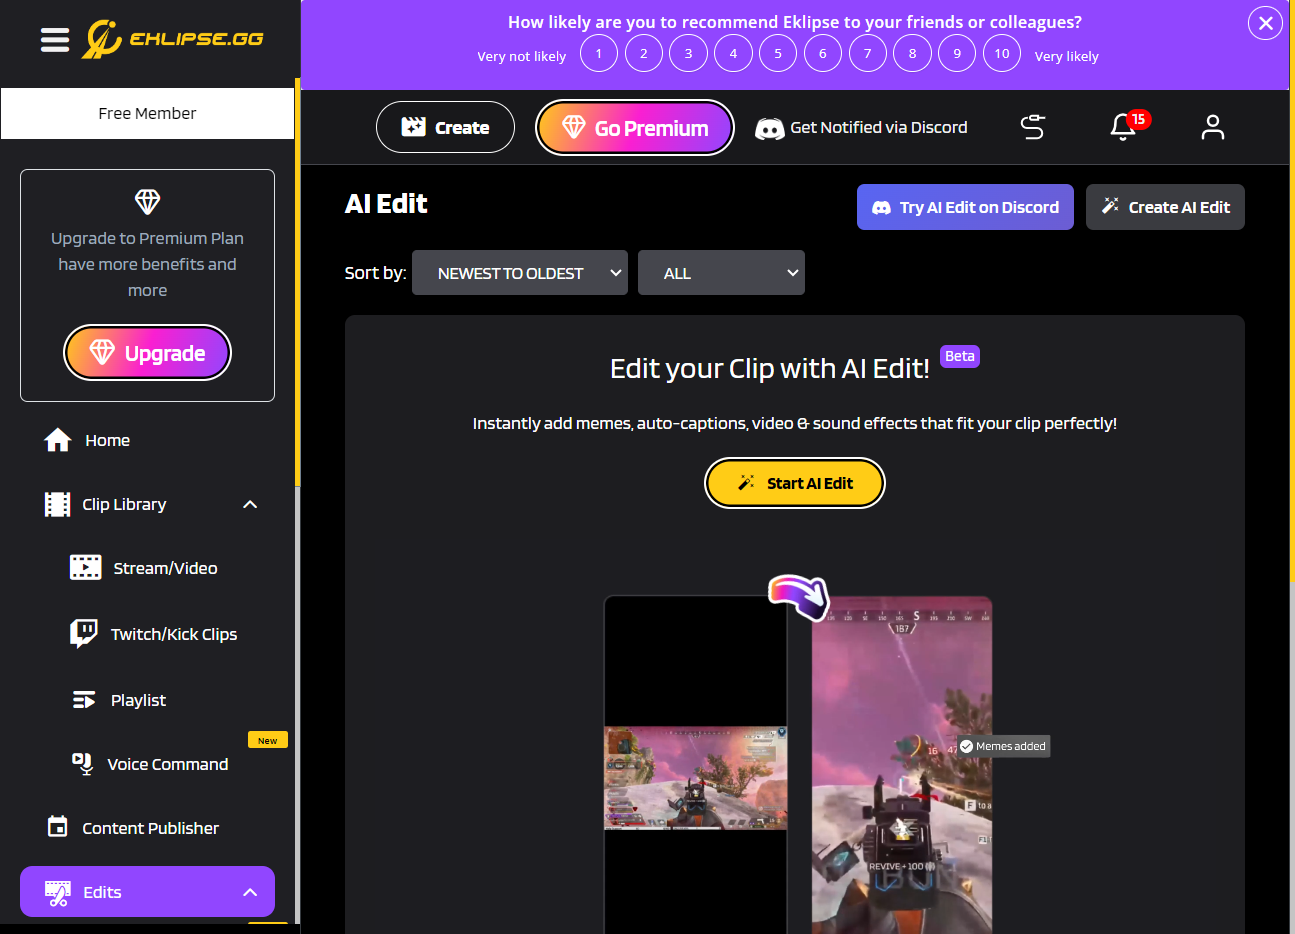 EKLIPSE.GG
Free Member
Upgrade to Premium Plan
have more benefits and
more
Upgrade
Home
Clip Library
Stream/Video
Twitch/Kick Clips
Playlist
New
Voice Command
Content Publisher
Edits
How likely are you to recommend Eklipse to your friends or colleagues?
Very not likely 1 2 3 4 5 6 7 8 9 10 Very likely
Create
Go Premium
Get Notified via Discord
15
AI Edit
Try AI Edit on Discord
Create AI Edit
Sort by: NEWEST TO OLDEST ALL
Edit your Clip with AI Edit! Beta
Instantly add memes, auto-captions, video & sound effects that fit your clip perfectly!
Start AI Edit
S
187
16 47
Memes added
F to a
F1
REVIVE +100